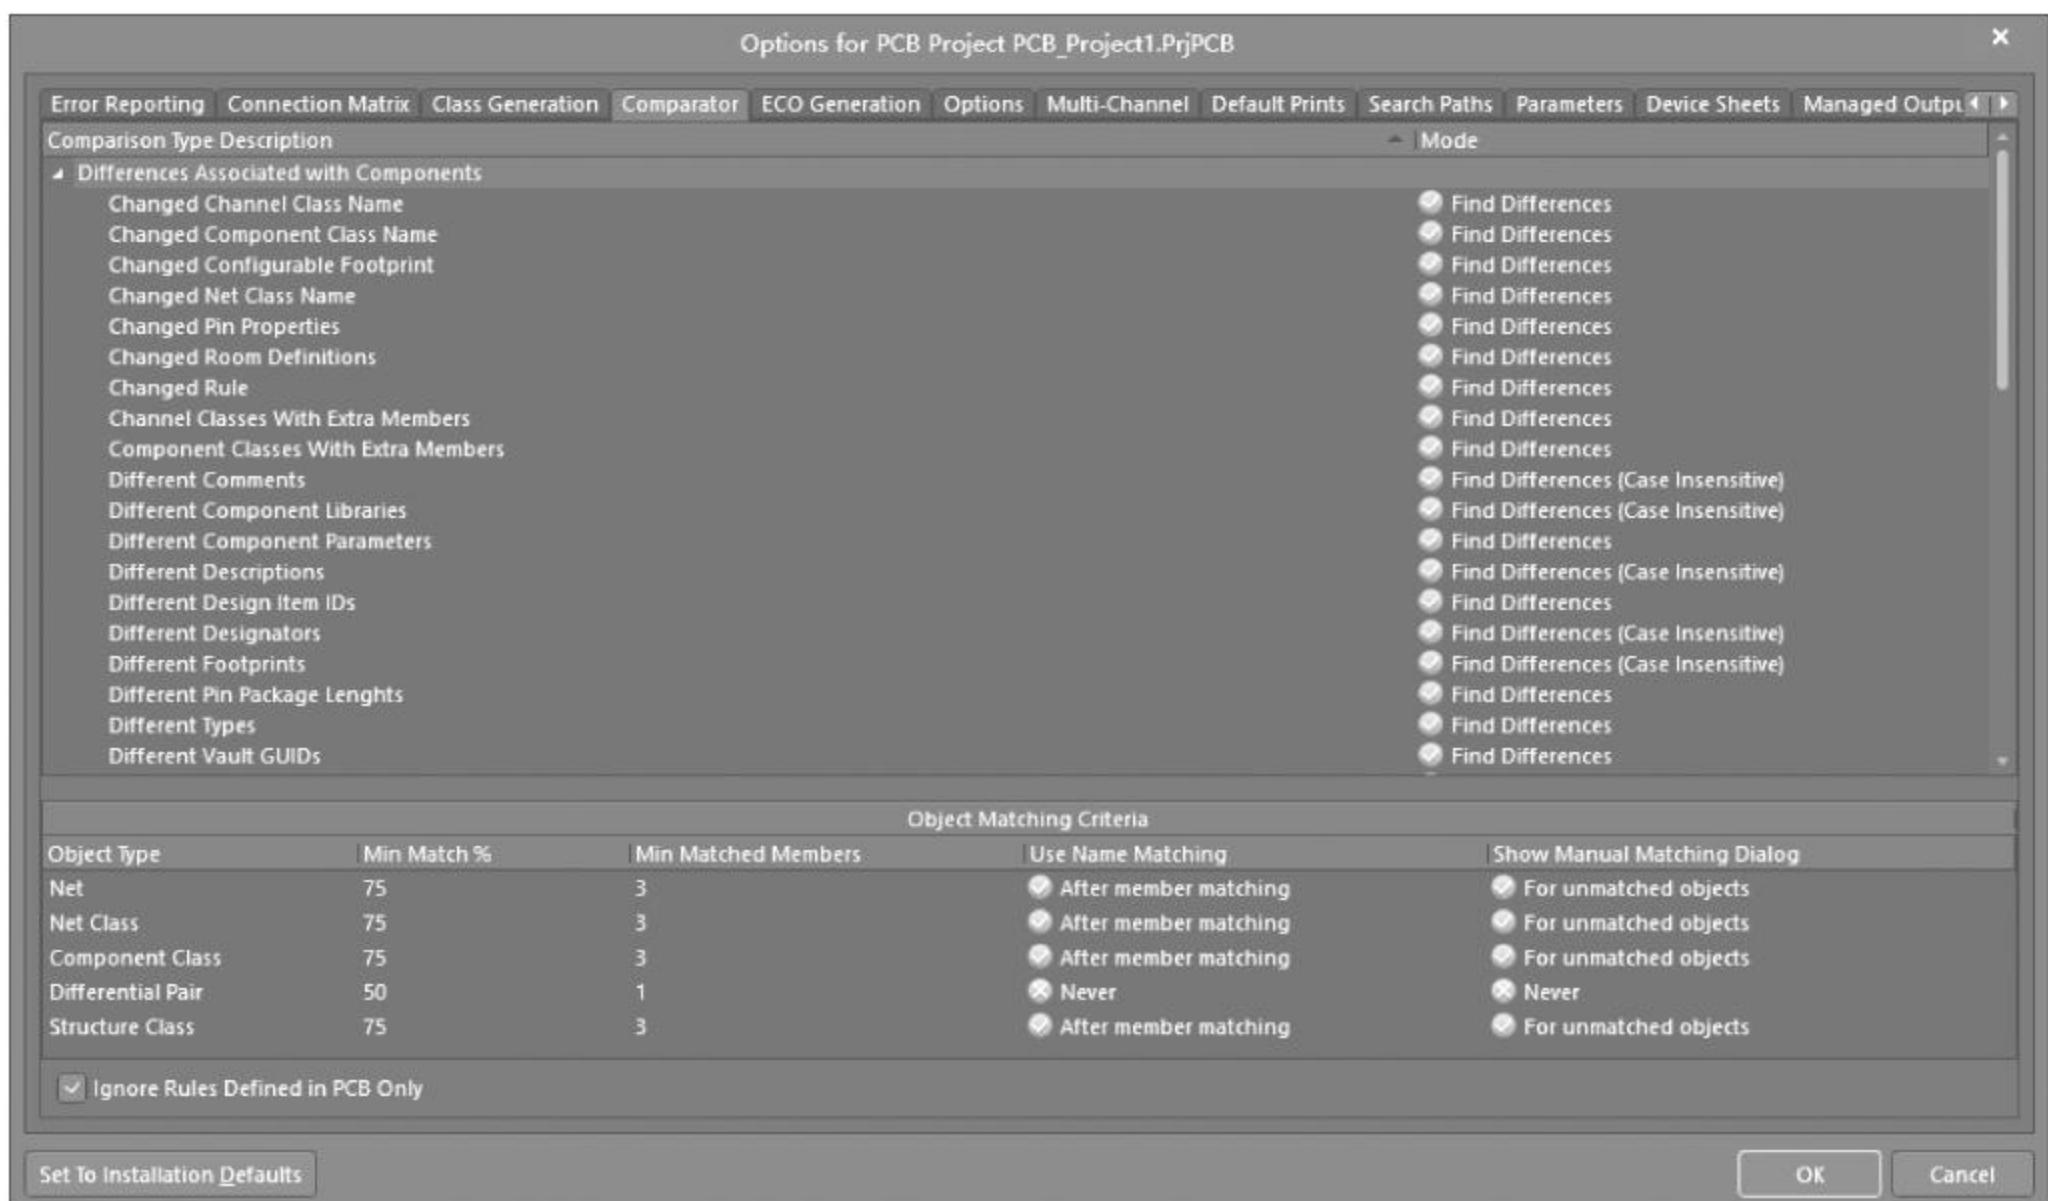 Options for PCB Project PCB_Project1.PrjPCB
Error Reporting Connection Matrix Class Generation Comparator ECO Generation Options Multi-Channel Default Prints Search Paths Parameters Device Sheets Managed Outpu
Comparison Type Description Mode
Differences Associated with Components
Changed Channel Class Name Find Differences
Changed Component Class Name Find Differences
Changed Configurable Footprint Find Differences
Changed Net Class Name Find Differences
Changed Pin Properties Find Differences
Changed Room Definitions Find Differences
Changed Rule Find Differences
Channel Classes With Extra Members Find Differences
Component Classes With Extra Members Find Differences
Different Comments Find Differences (Case Insensitive)
Different Component Libraries Find Differences (Case Insensitive)
Different Component Parameters Find Differences
Different Descriptions Find Differences (Case Insensitive)
Different Design Item IDs Find Differences
Different Designators Find Differences (Case Insensitive)
Different Footprints Find Differences (Case Insensitive)
Different Pin Package Lenghts Find Differences
Different Types Find Differences
Different Vault GUIDs Find Differences
Object Matching Criteria
Object Type Min Match % Min Matched Members Use Name Matching Show Manual Matching Dialog
Net 75 3 After member matching For unmatched objects
Net Class 75 3 After member matching For unmatched objects
Component Class 75 3 After member matching For unmatched objects
Differential Pair 50 1 Never Never
Structure Class 75 3 After member matching For unmatched objects
Ignore Rules Defined in PCB Only
Set To Installation Defaults OK Cancel